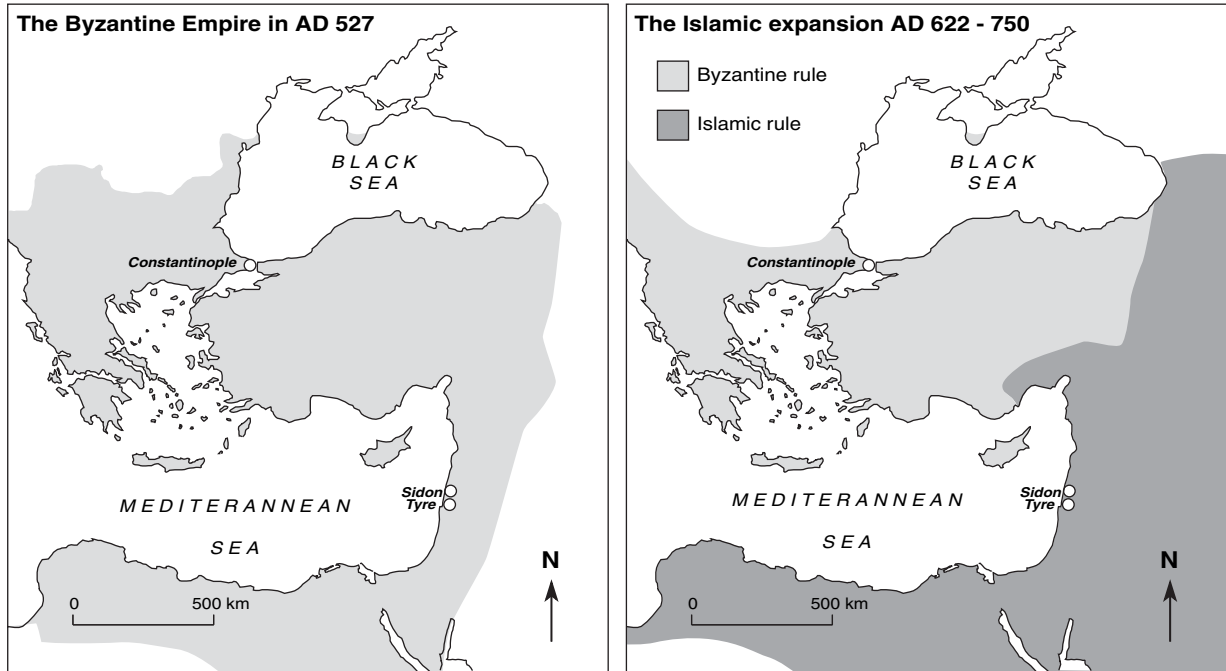 The Byzantine Empire in AD 527
BLACK
SEA
Constantinople
Sidon
Tyre
MEDITERANNEAN
SEA
0 500 km
N
The Islamic expansion AD 622 - 750
Byzantine rule
Islamic rule
BLACK
SEA
Constantinople
Sidon
Tyre
MEDITERANNEAN
SEA
0 500 km
N